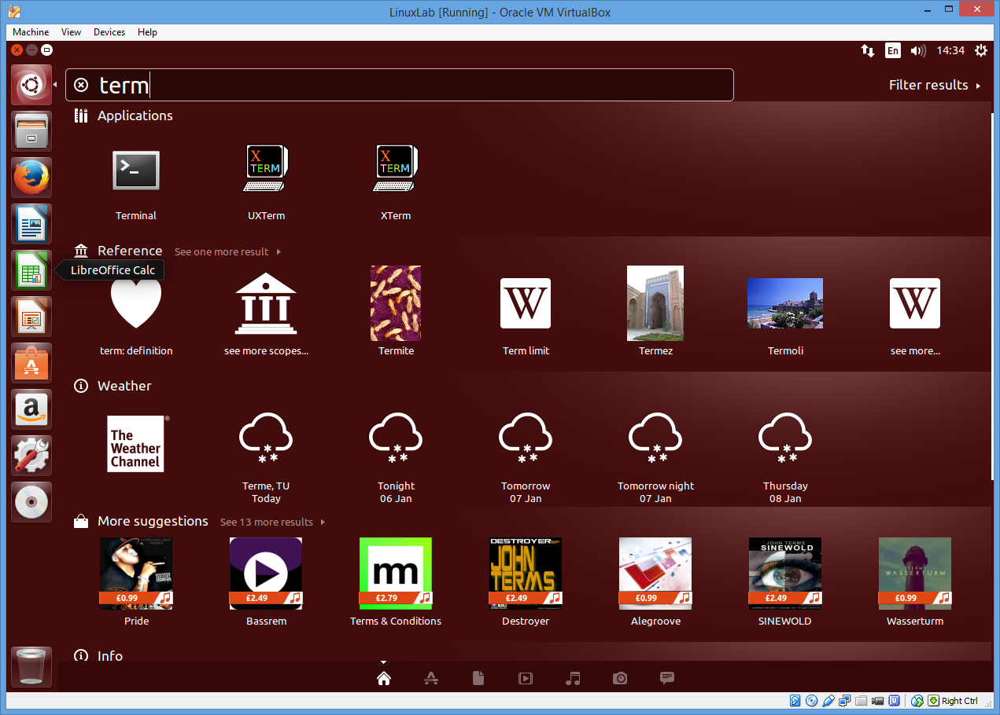 LinuxLab [Running] - Oracle VM VirtualBox
Machine View Devices Help
En 14:34
term
Filter results
Applications
>_
X TERM
X TERM
Terminal UXTerm XTerm
Reference See one more result
LibreOffice Calc
W
W
term: definition see more scopes... Termite Term limit Termez Termoli see more...
Weather
The
Weather
Channel
Terme, TU Tonight Tomorrow Tomorrow night Thursday
Today 06 Jan 07 Jan 07 Jan 08 Jan
a
More suggestions See 13 more results
DESTROYER EP
JOHN
TERMS
JOHN TERMS
SINEWOLD
TERM
WASSERTURM
m
£0.99 £2.49 £2.79 £2.49 £0.99 £2.49 £0.99
Pride Bassrem Terms & Conditions Destroyer Alegroove SINEWOLD Wasserturm
Info
Right Ctrl